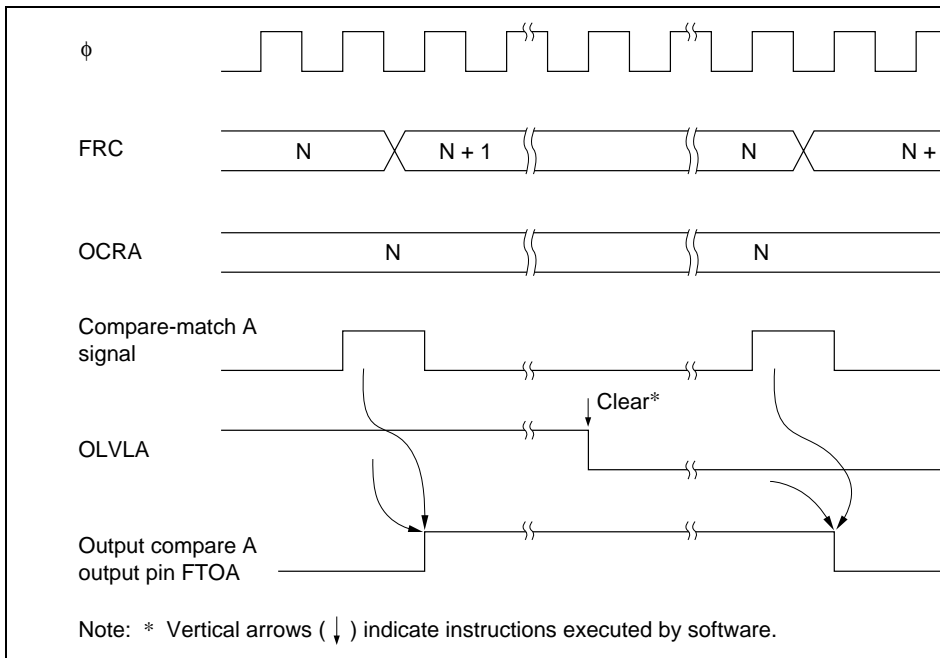 ϕ
FRC N N + 1 N N +
OCRA N N
Compare-match A
signal
Clear*
OLVLA
Output compare A
output pin FTOA
Note: * Vertical arrows ( ↓ ) indicate instructions executed by software.